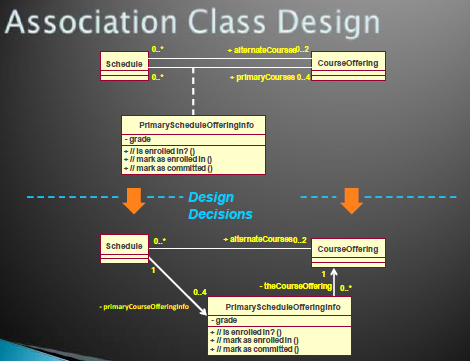 Association Class Design
0..* + alternateCourses 0..2
Schedule CourseOffering
0..* + primaryCourses 0..4
PrimaryScheduleOfferingInfo
- grade
+ // is enrolled in? ()
+ // mark as enrolled in ()
+ // mark as committed ()
Design
Decisions
0..* + alternateCourses 0..2
Schedule CourseOffering
1 1
- theCourseOffering 0..*
0..4
- primaryCourseOfferingInfo
PrimaryScheduleOfferingInfo
- grade
+ // is enrolled in? ()
+ // mark as enrolled in ()
+ // mark as committed ()